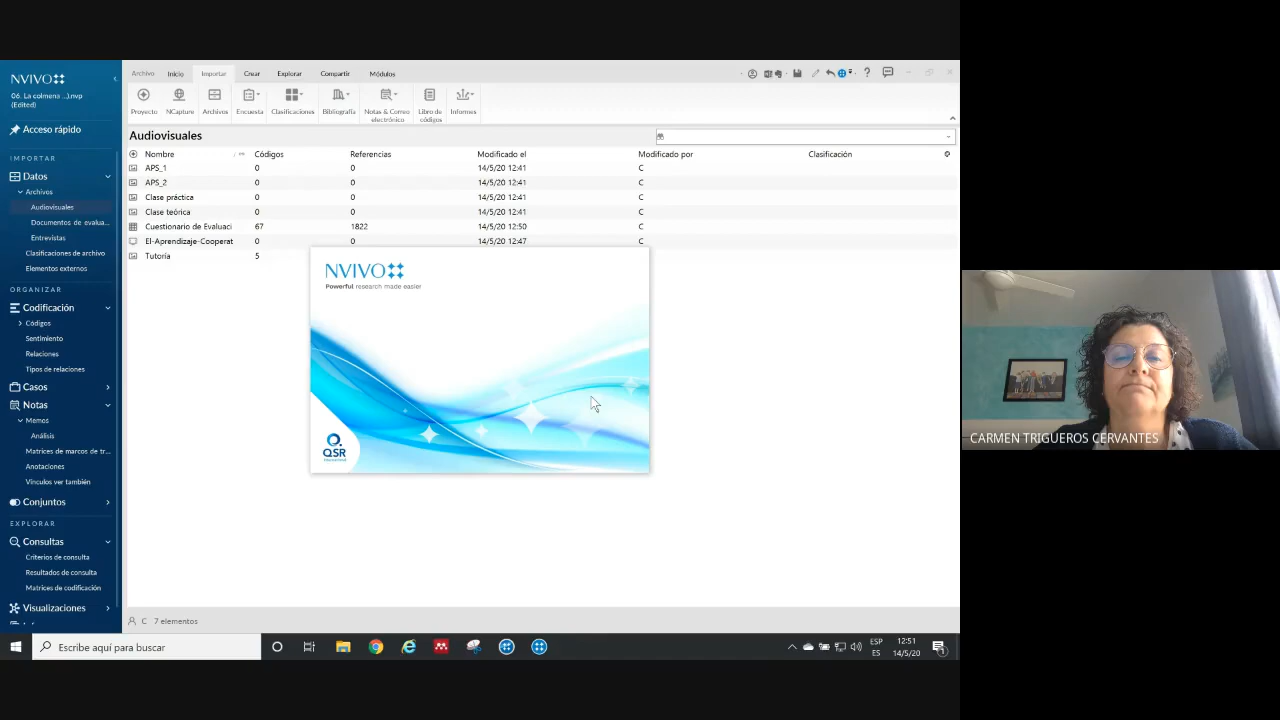 NVIVO
06. La colmena ...).nvp
(Edited)
Acceso rápido
IMPORTAR
Datos
Archivos
Audiovisuales
Documentos de evalua...
Entrevistas
Clasificaciones de archivo
Elementos externos
ORGANIZAR
Codificación
Códigos
Sentimiento
Relaciones
Tipos de relaciones
Casos
Notas
Memos
Análisis
Matrices de marcos de tr...
Anotaciones
Vínculos ver también
Conjuntos
EXPLORAR
Consultas
Criterios de consulta
Resultados de consulta
Matrices de codificación
Visualizaciones
Archivo Inicio Importar Crear Explorar Compartir Módulos
Proyecto NCapture Archivos Encuesta Clasificaciones Bibliografía Notas & Correo electrónico Libro de códigos Informes
Audiovisuales
Nombre Códigos Referencias Modificado el Modificado por Clasificación
APS_1 0 0 14/5/20 12:41 C
APS_2 0 0 14/5/20 12:41 C
Clase práctica 0 0 14/5/20 12:41 C
Clase teórica 0 0 14/5/20 12:41 C
Cuestionario de Evaluaci 67 1822 14/5/20 12:50 C
El-Aprendizaje-Cooperat 0 0 14/5/20 12:47 C
Tutoría 5
NVIVO
Powerful research made easier
QSR
International
C 7 elementos
Escribe aquí para buscar
ESP 12:51
ES 14/5/20
CARMEN TRIGUEROS CERVANTES